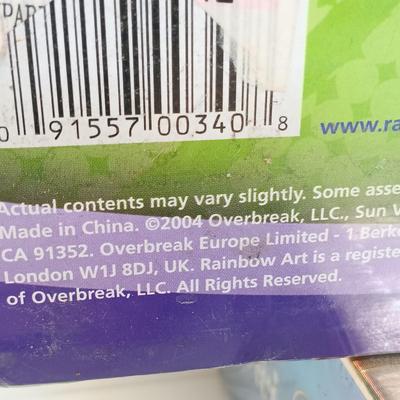 0 91557 00340 8
www.ra
Actual contents may vary slightly. Some asse
Made in China. ©2004 Overbreak, LLC., Sun V
CA 91352. Overbreak Europe Limited - 1 Berke
London W1J 8DJ, UK. Rainbow Art is a registe
of Overbreak, LLC. All Rights Reserved.